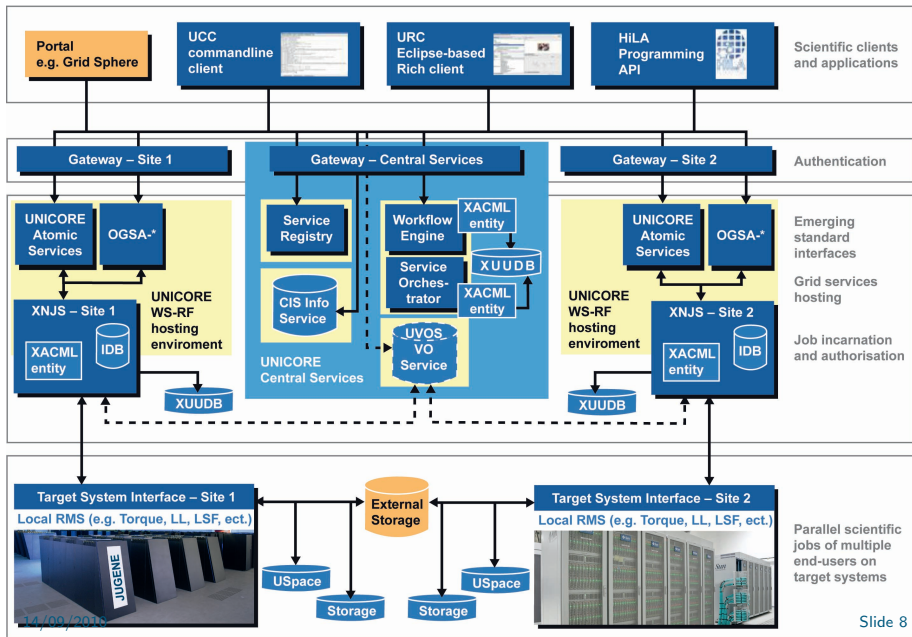 Portal
e.g. Grid Sphere
UCC
commandline
client
URC
Eclipse-based
Rich client
HiLA
Programming
API
Scientific clients
and applications
Gateway – Site 1
Gateway – Central Services
Gateway – Site 2
Authentication
UNICORE
Atomic
Services
OGSA-*
Service
Registry
Workflow
Engine
XACML
entity
XUUDB
Service
Orches-
trator
XACML
entity
UNICORE
Atomic
Services
OGSA-*
Emerging
standard
interfaces
Grid services
hosting
UNICORE
WS-RF
hosting
enviroment
CIS Info
Service
UNICORE
WS-RF
hosting
enviroment
XNJS – Site 1
XACML
entity
IDB
XUUDB
UNICORE
Central Services
UVOS
VO
Service
XNJS – Site 2
XACML
entity
IDB
XUUDB
Job incarnation
and authorisation
Target System Interface – Site 1
Local RMS (e.g. Torque, LL, LSF, ect.)
JUGENE
External
Storage
USpace
Storage
Storage
USpace
Target System Interface – Site 2
Local RMS (e.g. Torque, LL, LSF, ect.)
Parallel scientific
jobs of multiple
end-users on
target systems
14/09/2010
Slide 8